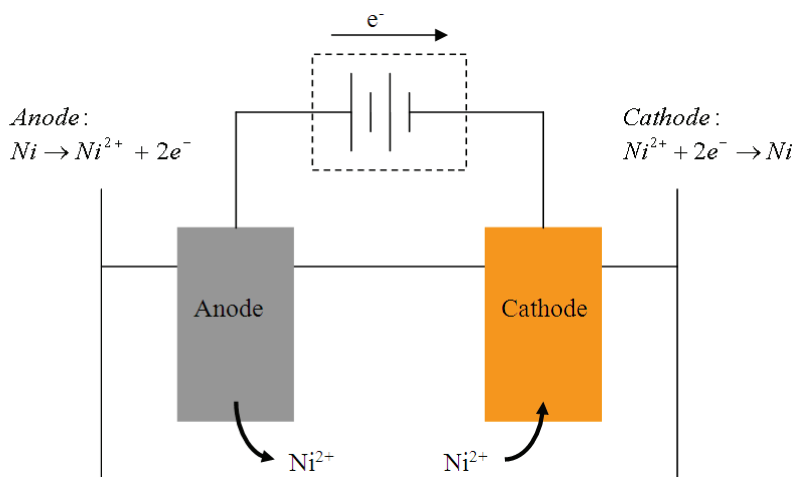 e⁻
Anode:
Ni → Ni²⁺ + 2e⁻
Cathode:
Ni²⁺ + 2e⁻ → Ni
Anode
Cathode
Ni²⁺
Ni²⁺